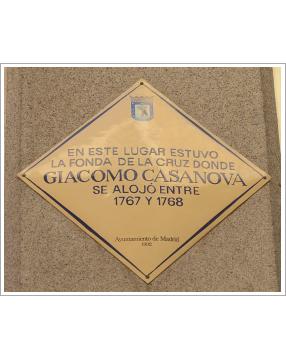 EN ESTE LUGAR ESTUVO
LA FONDA DE LA CRUZ DONDE
GIACOMO CASANOVA
SE ALOJÓ ENTRE
1767 Y 1768
Ayuntamiento de Madrid